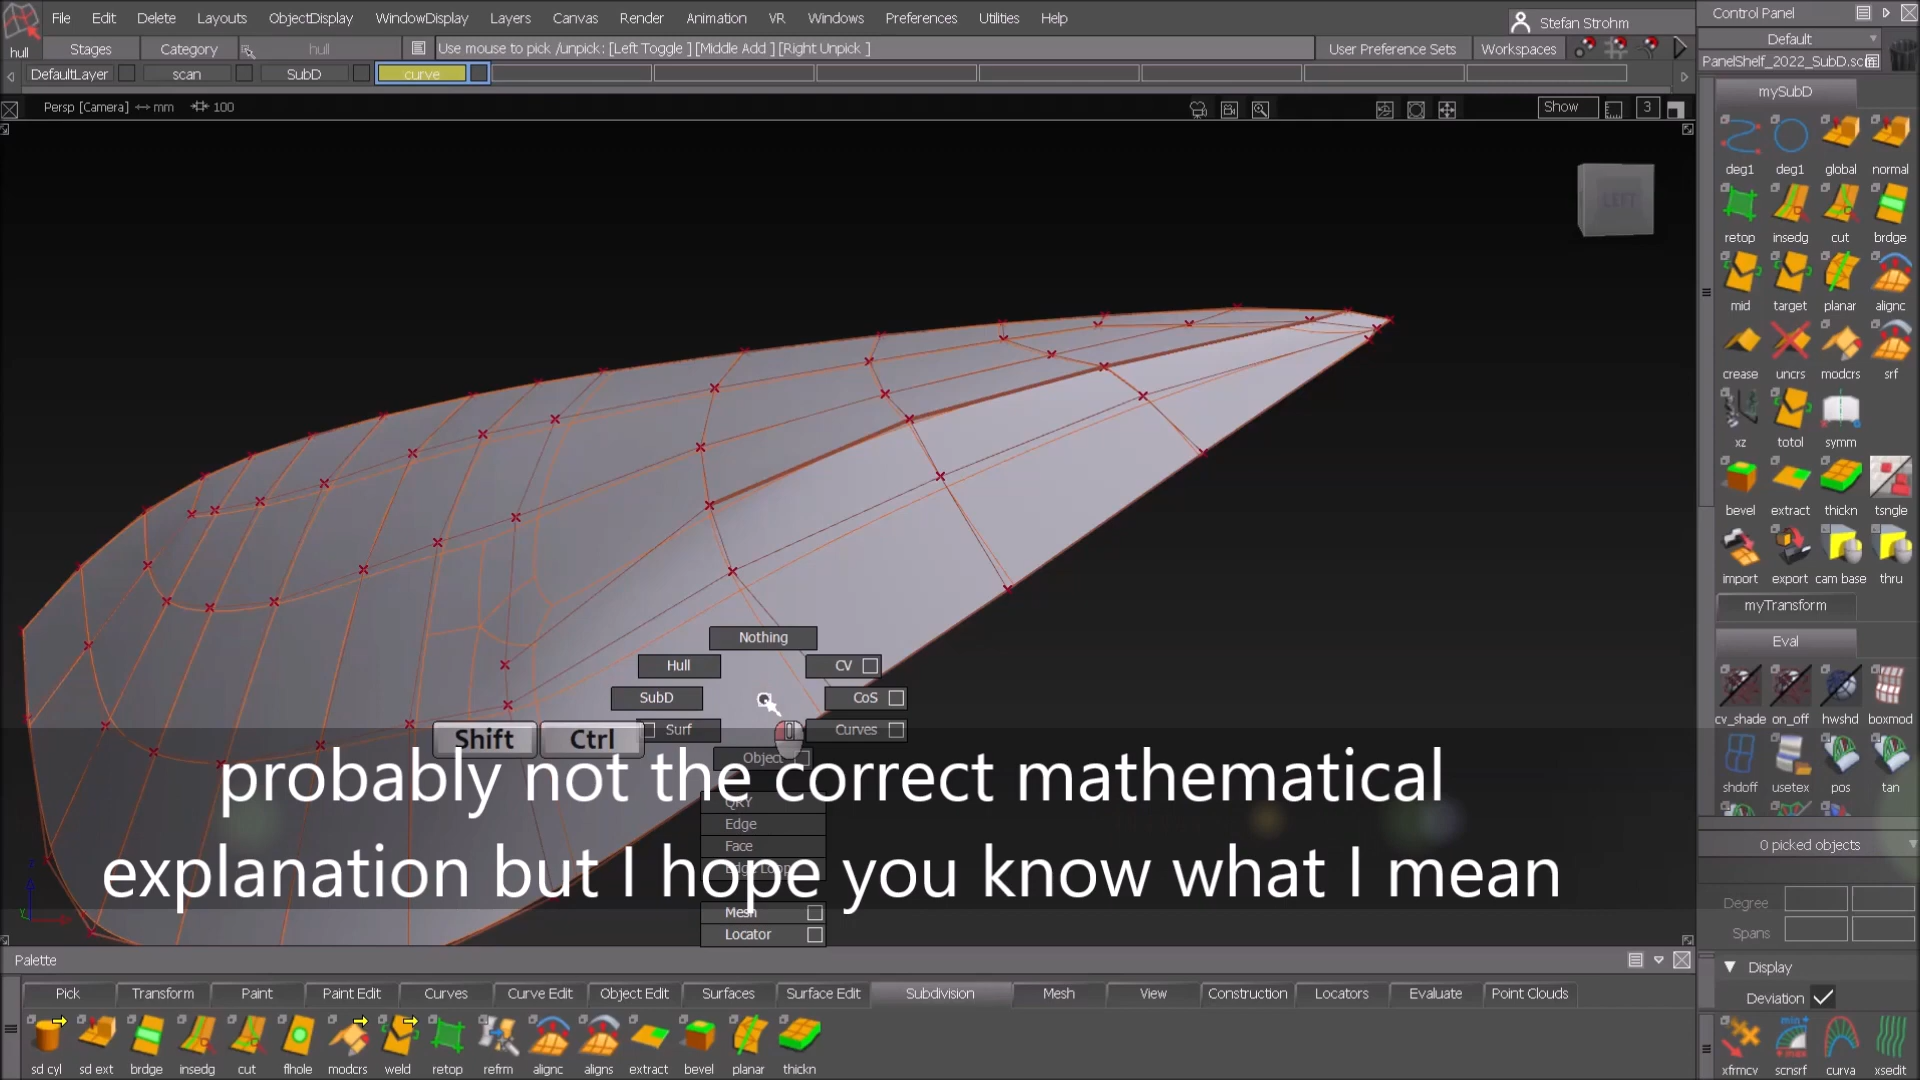 File Edit Delete Layouts ObjectDisplay WindowDisplay Layers Canvas Render Animation VR Windows Preferences Utilities Help
Stefan Strohm
Control Panel
hull
Stages Category hull
Use mouse to pick /unpick: [Left Toggle ] [Middle Add ] [Right Unpick ]
User Preference Sets Workspaces
Default
DefaultLayer scan SubD curve
PanelShelf_2022_SubD.sc
Persp [Camera] mm 100
Show 3
mySubD
deg1 deg1 global normal
LEFT
retop insedg cut brdge
mid target planar alignc
crease uncrs modcrs srf
xz totol symm
bevel extract thickn tsngle
import export cam base thru
myTransform
Eval
cv_shade on_off hwshd boxmod
shdoff usetex pos tan
Nothing
Hull CV
SubD CoS
Surf Curves
Object
QRY
Edge
Face
Edge Loop
Mesh
Locator
Shift Ctrl
probably not the correct mathematical
explanation but I hope you know what I mean
0 picked objects
Degree
Spans
Display
Deviation
Palette
Pick Transform Paint Paint Edit Curves Curve Edit Object Edit Surfaces Surface Edit Subdivision Mesh View Construction Locators Evaluate Point Clouds
sd cyl sd ext brdge insedg cut flhole modcrs weld retop refrm alignc aligns extract bevel planar thickn
xfrmcv scnsrf curva xsedit